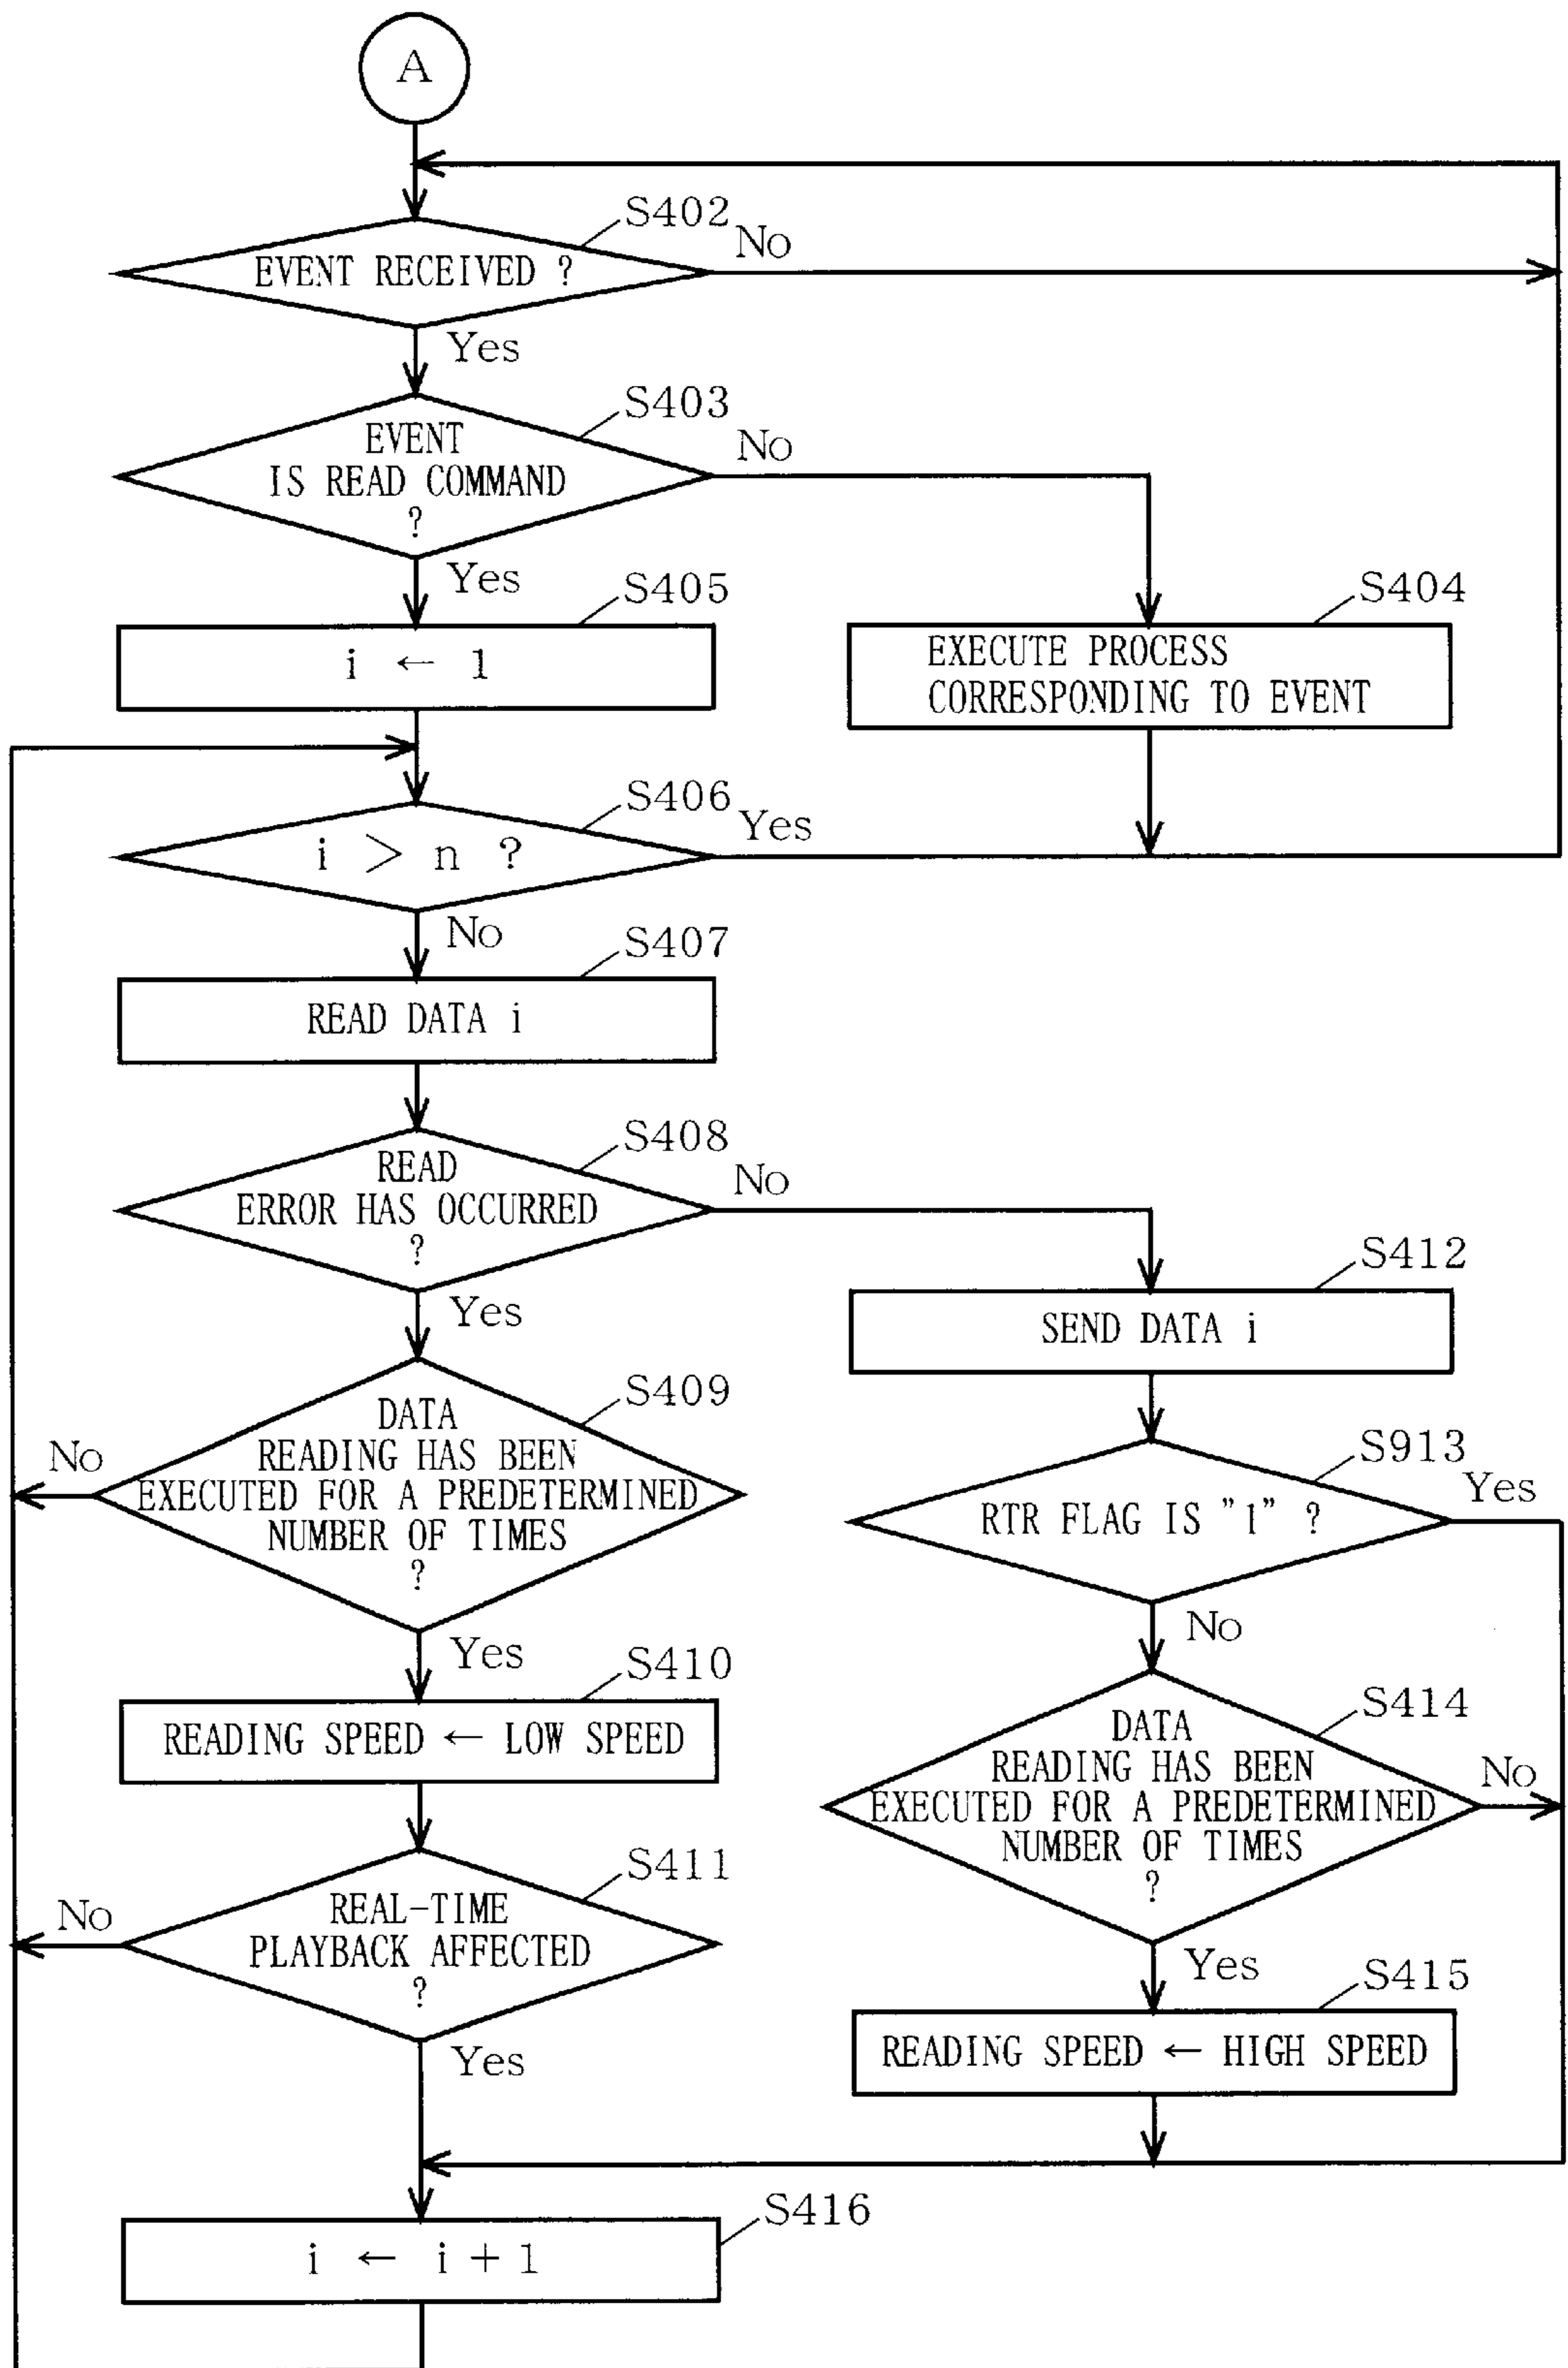 A
S402
No
EVENT RECEIVED ?
Yes
S403
No
EVENT
IS READ COMMAND
?
Yes
S405
i ← 1
S404
EXECUTE PROCESS
CORRESPONDING TO EVENT
S406
Yes
i > n ?
No
S407
READ DATA i
S408
No
READ
ERROR HAS OCCURRED
?
Yes
S412
SEND DATA i
S409
No
DATA
READING HAS BEEN
EXECUTED FOR A PREDETERMINED
NUMBER OF TIMES
?
Yes
S913
Yes
RTR FLAG IS "1" ?
No
S410
READING SPEED ← LOW SPEED
S414
No
DATA
READING HAS BEEN
EXECUTED FOR A PREDETERMINED
NUMBER OF TIMES
?
Yes
S411
No
REAL-TIME
PLAYBACK AFFECTED
?
Yes
S415
READING SPEED ← HIGH SPEED
S416
i ← i + 1